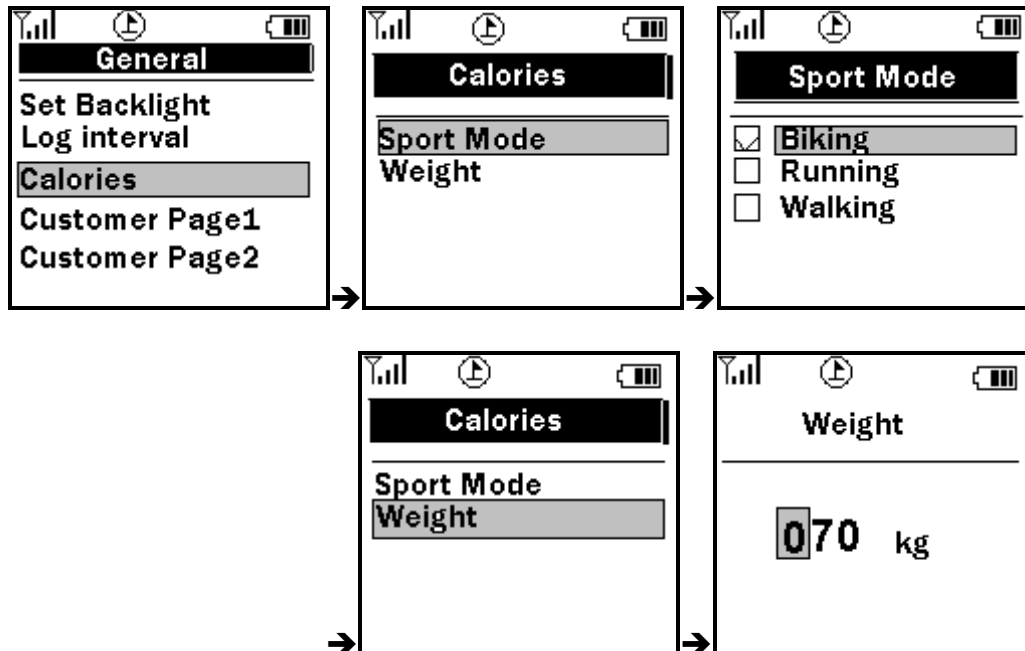 General
Set Backlight
Log interval
Calories
Customer Page1
Customer Page2
Calories
Sport Mode
Weight
Sport Mode
Biking
Running
Walking
Calories
Sport Mode
Weight
Weight
070 kg